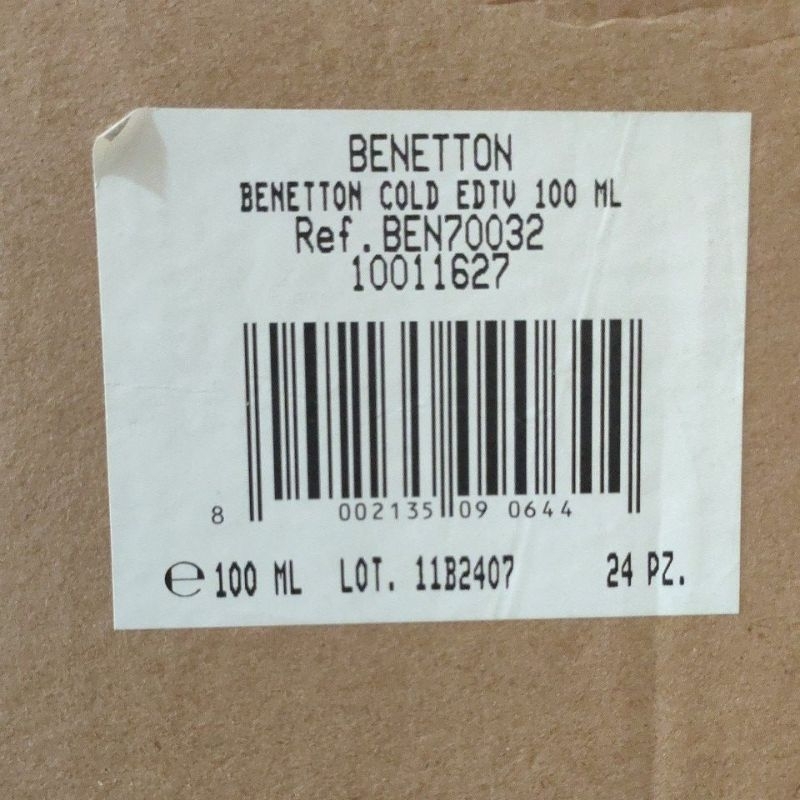 BENETTON
BENETTON COLD EDTV 100 ML
Ref.BEN70032
10011627
8 002135 09 0644
℮ 100 ML LOT. 11B2407 24 PZ.